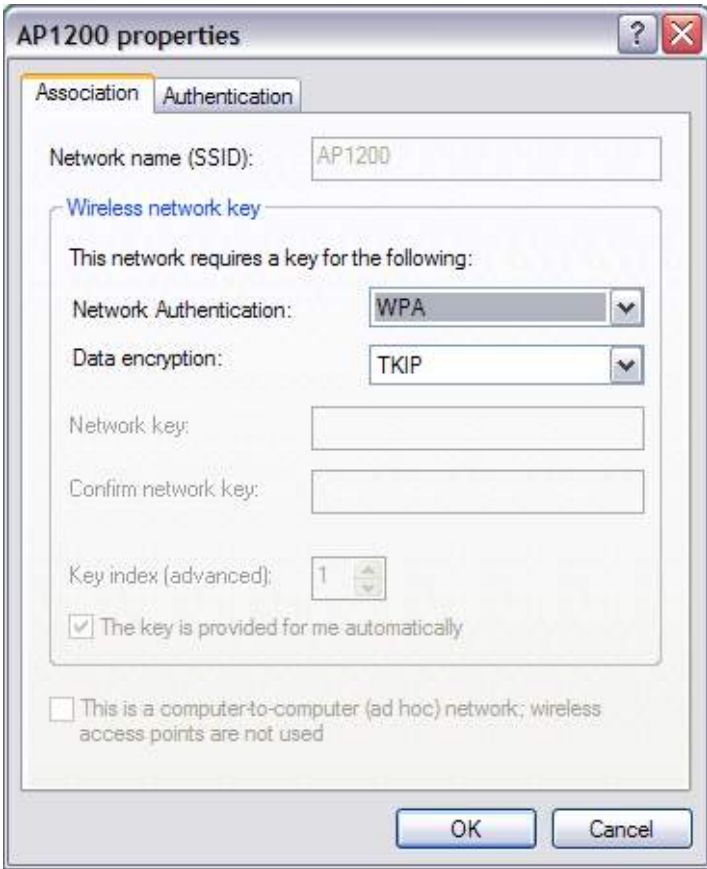 AP1200 properties
Association Authentication
Network name (SSID): AP1200
Wireless network key
This network requires a key for the following:
Network Authentication: WPA
Data encryption: TKIP
Network key:
Confirm network key:
Key index (advanced): 1
The key is provided for me automatically
This is a computer-to-computer (ad hoc) network; wireless
access points are not used
OK Cancel